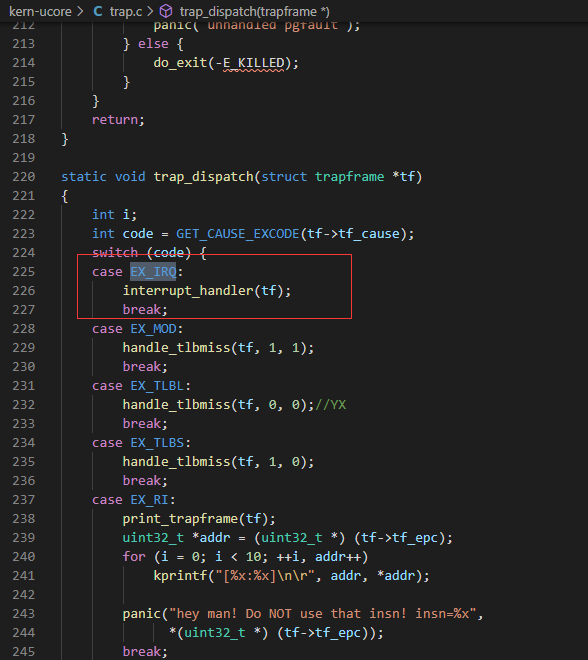 kern-ucore > C trap.c > trap_dispatch(trapframe *)
212 panic("unhandled pgfault");
213 } else {
214 do_exit(-E_KILLED);
215 }
216 }
217 return;
218 }
219
220 static void trap_dispatch(struct trapframe *tf)
221 {
222 int i;
223 int code = GET_CAUSE_EXCODE(tf->tf_cause);
224 switch (code) {
225 case EX_IRQ:
226 interrupt_handler(tf);
227 break;
228 case EX_MOD:
229 handle_tlbmiss(tf, 1, 1);
230 break;
231 case EX_TLBL:
232 handle_tlbmiss(tf, 0, 0);//YX
233 break;
234 case EX_TLBS:
235 handle_tlbmiss(tf, 1, 0);
236 break;
237 case EX_RI:
238 print_trapframe(tf);
239 uint32_t *addr = (uint32_t *) (tf->tf_epc);
240 for (i = 0; i < 10; ++i, addr++)
241 kprintf("[%x:%x]\n\r", addr, *addr);
242
243 panic("hey man! Do NOT use that insn! insn=%x",
244 *(uint32_t *) (tf->tf_epc));
245 break;